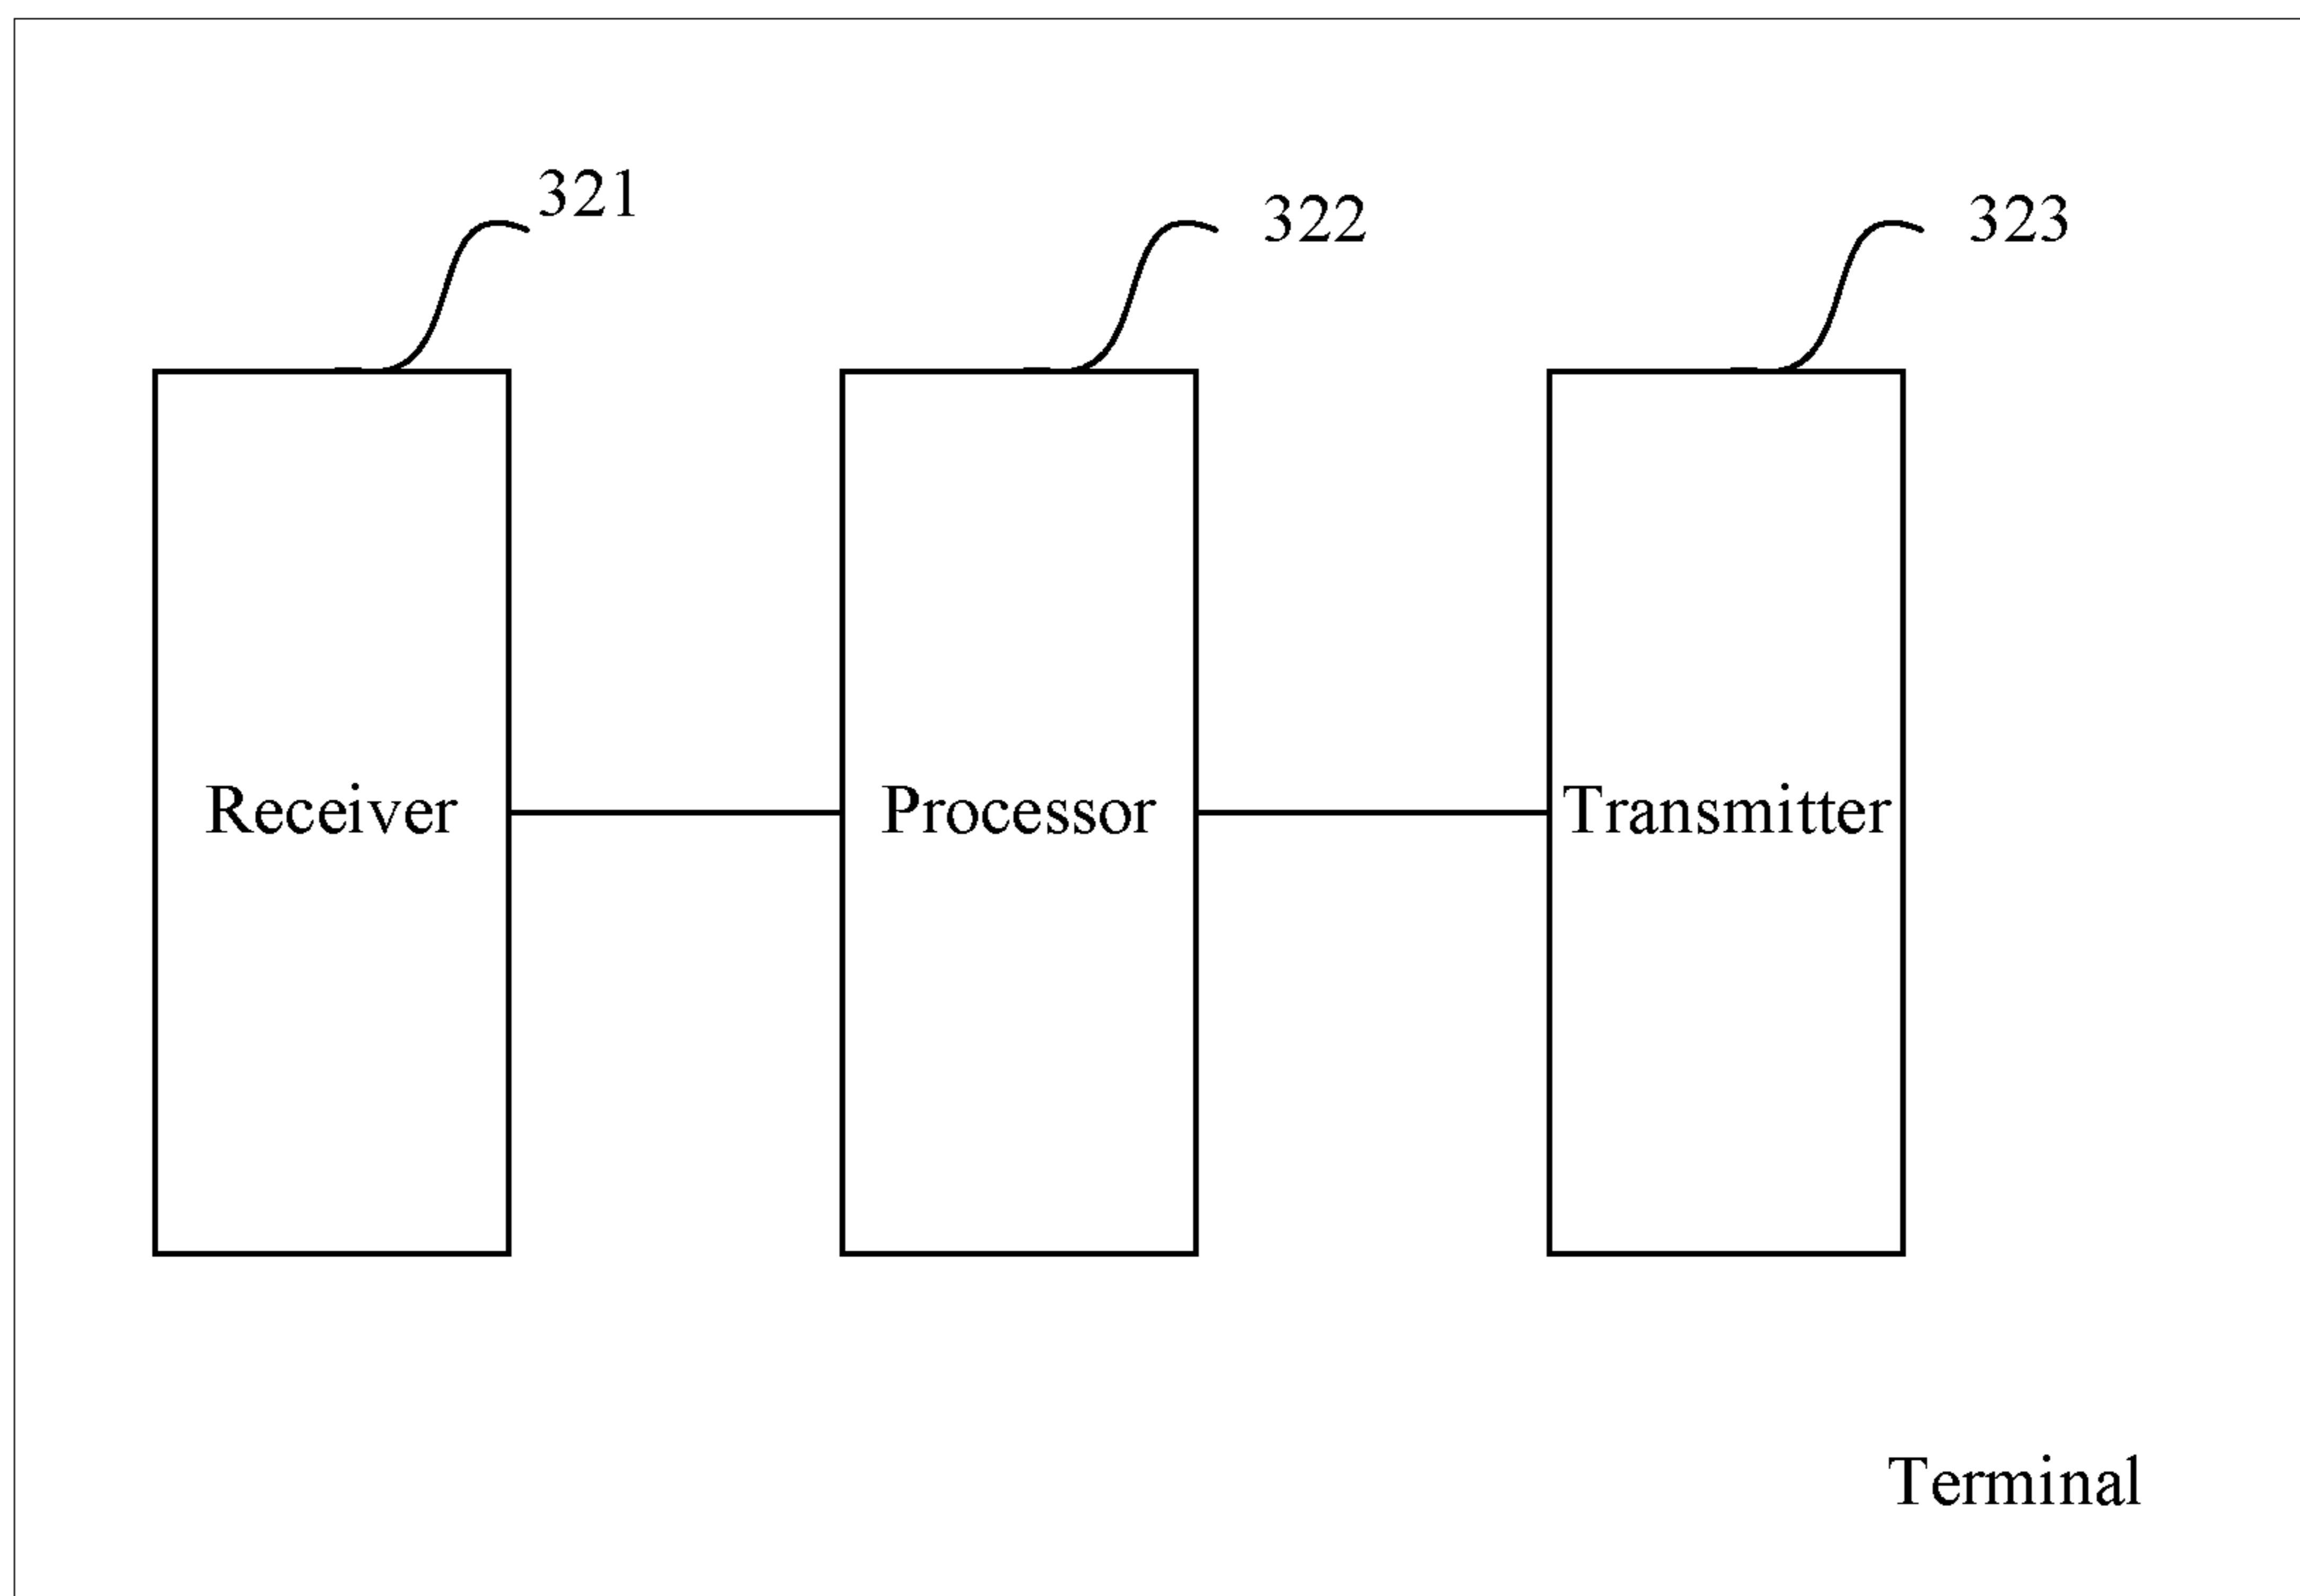 321
322
323
Receiver
Processor
Transmitter
Terminal